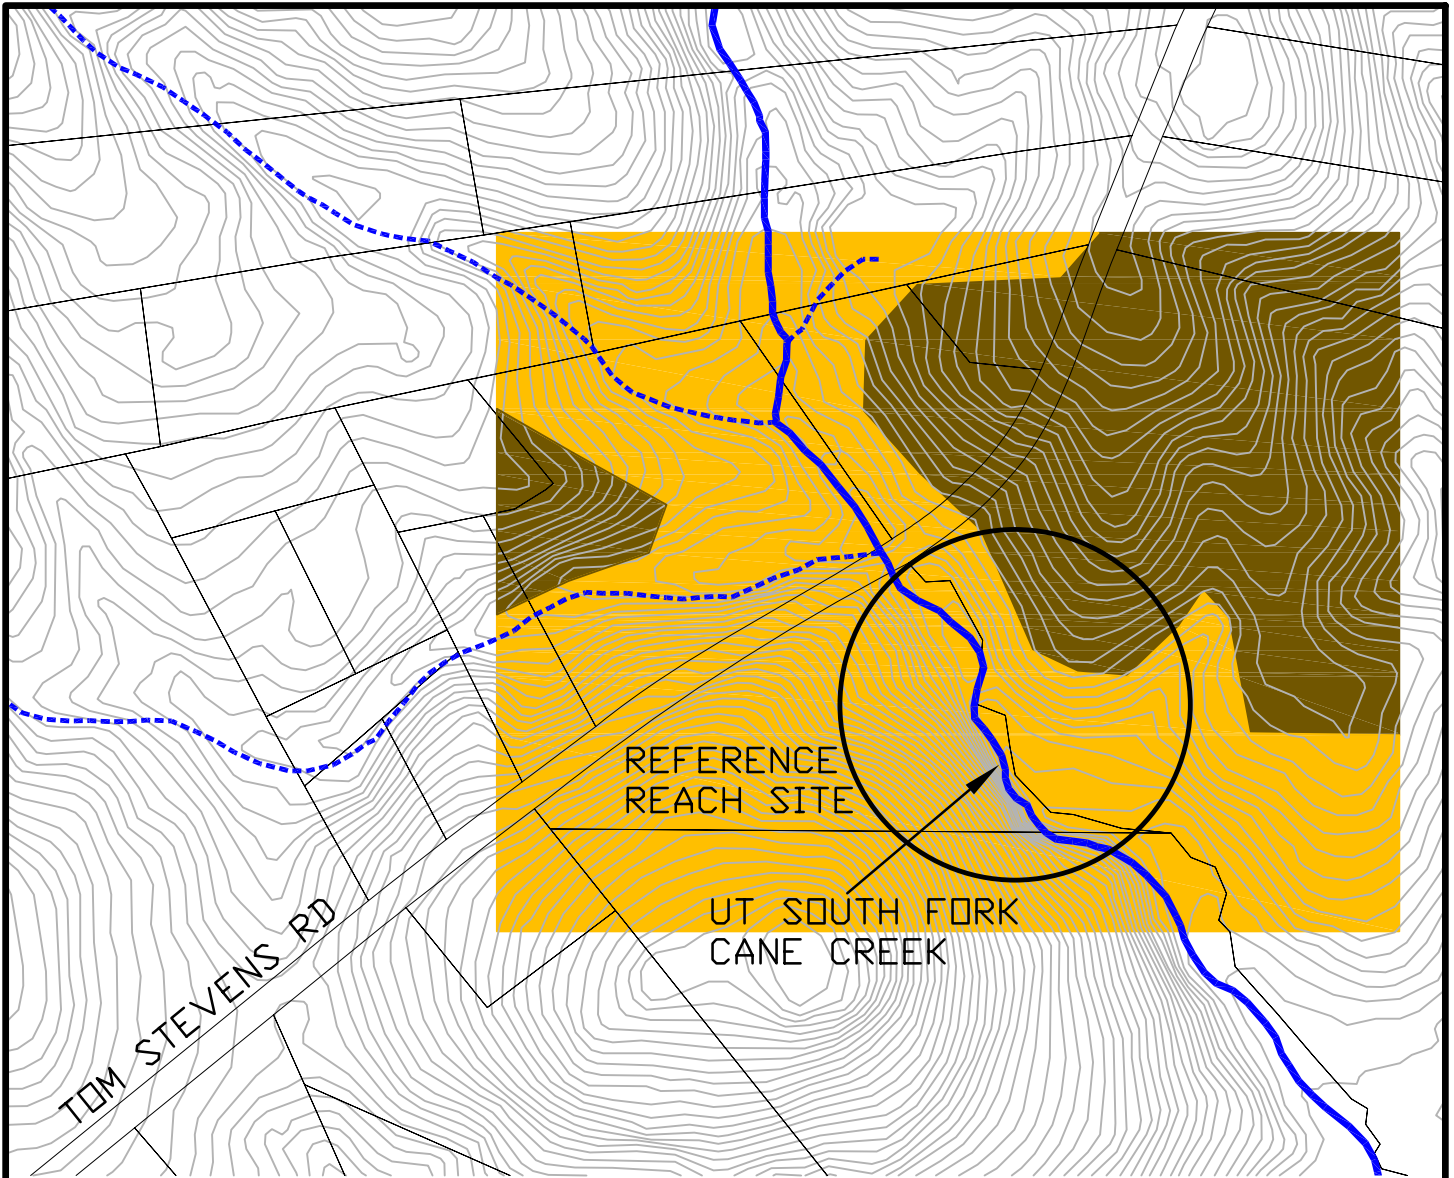 REFERENCE
REACH SITE
UT SOUTH FORK
CANE CREEK
TOM STEVENS RD